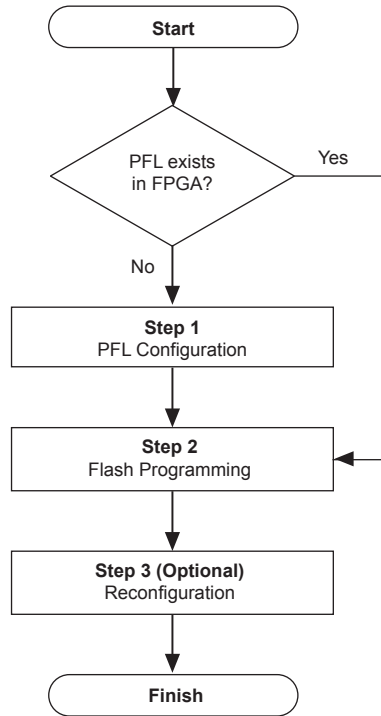 Start
PFL exists
in FPGA?
Yes
No
Step 1
PFL Configuration
Step 2
Flash Programming
Step 3 (Optional)
Reconfiguration
Finish